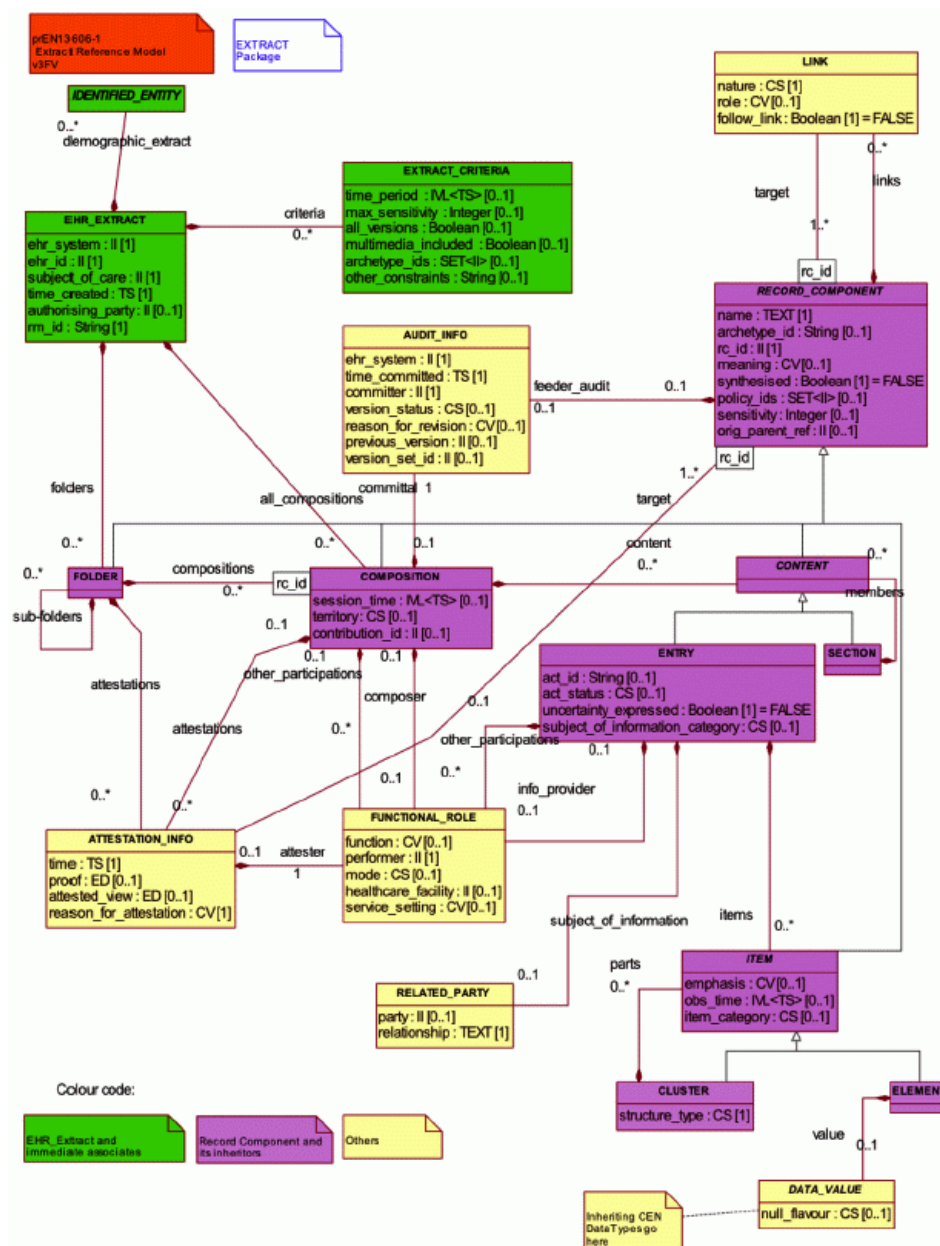 prEN13606-1
Extract Reference Model
v3FV
EXTRACT
Package
IDENTIFIED_ENTITY
0..*
demographic_extract
LINK
nature : CS [1]
role : CV[0..1]
follow_link : Boolean [1] = FALSE
0..*
target
links
1..*
rc_id
EXTRACT_CRITERIA
time_period : IVL<TS> [0..1]
max_sensitivity : Integer [0..1]
all_versions : Boolean [0..1]
multimedia_included : Boolean [0..1]
archetype_ids : SET<II> [0..1]
other_constraints : String [0..1]
criteria
0..*
EHR_EXTRACT
ehr_system : II [1]
ehr_id : II [1]
subject_of_care : II [1]
time_created : TS [1]
authorising_party : II [0..1]
rm_id : String [1]
RECORD_COMPONENT
name : TEXT [1]
archetype_id : String [0..1]
rc_id : II [1]
meaning : CV[0..1]
synthesised : Boolean [1] = FALSE
policy_ids : SET<II> [0..1]
sensitivity : Integer [0..1]
orig_parent_ref : II [0..1]
rc_id
AUDIT_INFO
ehr_system : II [1]
time_committed : TS [1]
committer : II [1]
version_status : CS [0..1]
reason_for_revision : CV [0..1]
previous_version : II [0..1]
version_set_id : II [0..1]
feeder_audit
0..1
0..1
1..*
target
committal 1
folders
all_compositions
0..*
0..*
0..1
content
0..*
0..*
0..*
FOLDER
sub-folders
compositions
0..*
rc_id
COMPOSITION
session_time : IVL<TS> [0..1]
territory: CS [0..1]
contribution_id : II [0..1]
CONTENT
members
SECTION
0..1
0..1
0..1
other_participations
attestations
attestations
composer
0..*
0..1
0..1
ENTRY
act_id : String [0..1]
act_status : CS [0..1]
uncertainty_expressed : Boolean [1] = FALSE
subject_of_information_category : CS [0..1]
other_participations
0..1
0..*
info_provider
0..1
0..*
0..*
ATTESTATION_INFO
time : TS [1]
proof : ED [0..1]
attested_view : ED [0..1]
reason_for_attestation : CV[1]
0..1
attester
1
FUNCTIONAL_ROLE
function : CV [0..1]
performer : II [1]
mode : CS [0..1]
healthcare_facility : II [0..1]
service_setting : CV[0..1]
subject_of_information
0..1
items
0..*
RELATED_PARTY
party : II [0..1]
relationship : TEXT [1]
parts
0..*
ITEM
emphasis : CV[0..1]
obs_time : IVL<TS> [0..1]
item_category : CS [0..1]
CLUSTER
structure_type : CS [1]
ELEMEN
value
0..1
DATA_VALUE
null_flavour : CS [0..1]
Inheriting CEN
DataTypes go
here
Colour code:
EHR_Extract and
immediate associates
Record Component and
its inheritors
Others